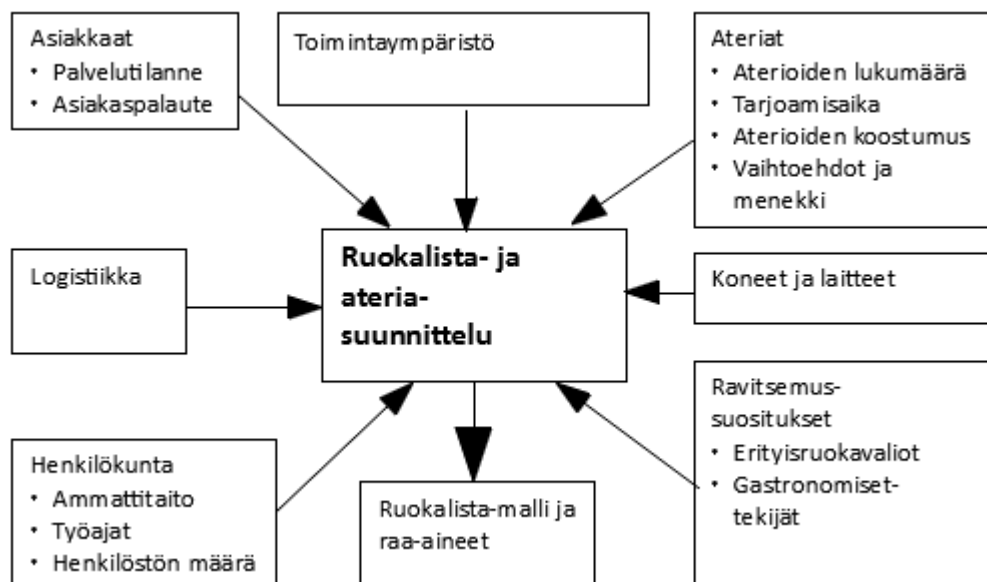 Asiakkaat
• Palvelutilanne
• Asiakaspalaute
Toimintaympäristö
Ateriat
• Aterioiden lukumäärä
• Tarjoamisaika
• Aterioiden koostumus
• Vaihtoehdot ja
menekki
Logistiikka
Ruokalista- ja
ateria-
suunnittelu
Koneet ja laitteet
Henkilökunta
• Ammattitaito
• Työajat
• Henkilöstön määrä
Ruokalista-malli ja
raa-aineet
Ravitsemus-
suositukset
• Erityisruokavaliot
• Gastronomiset-
tekijät